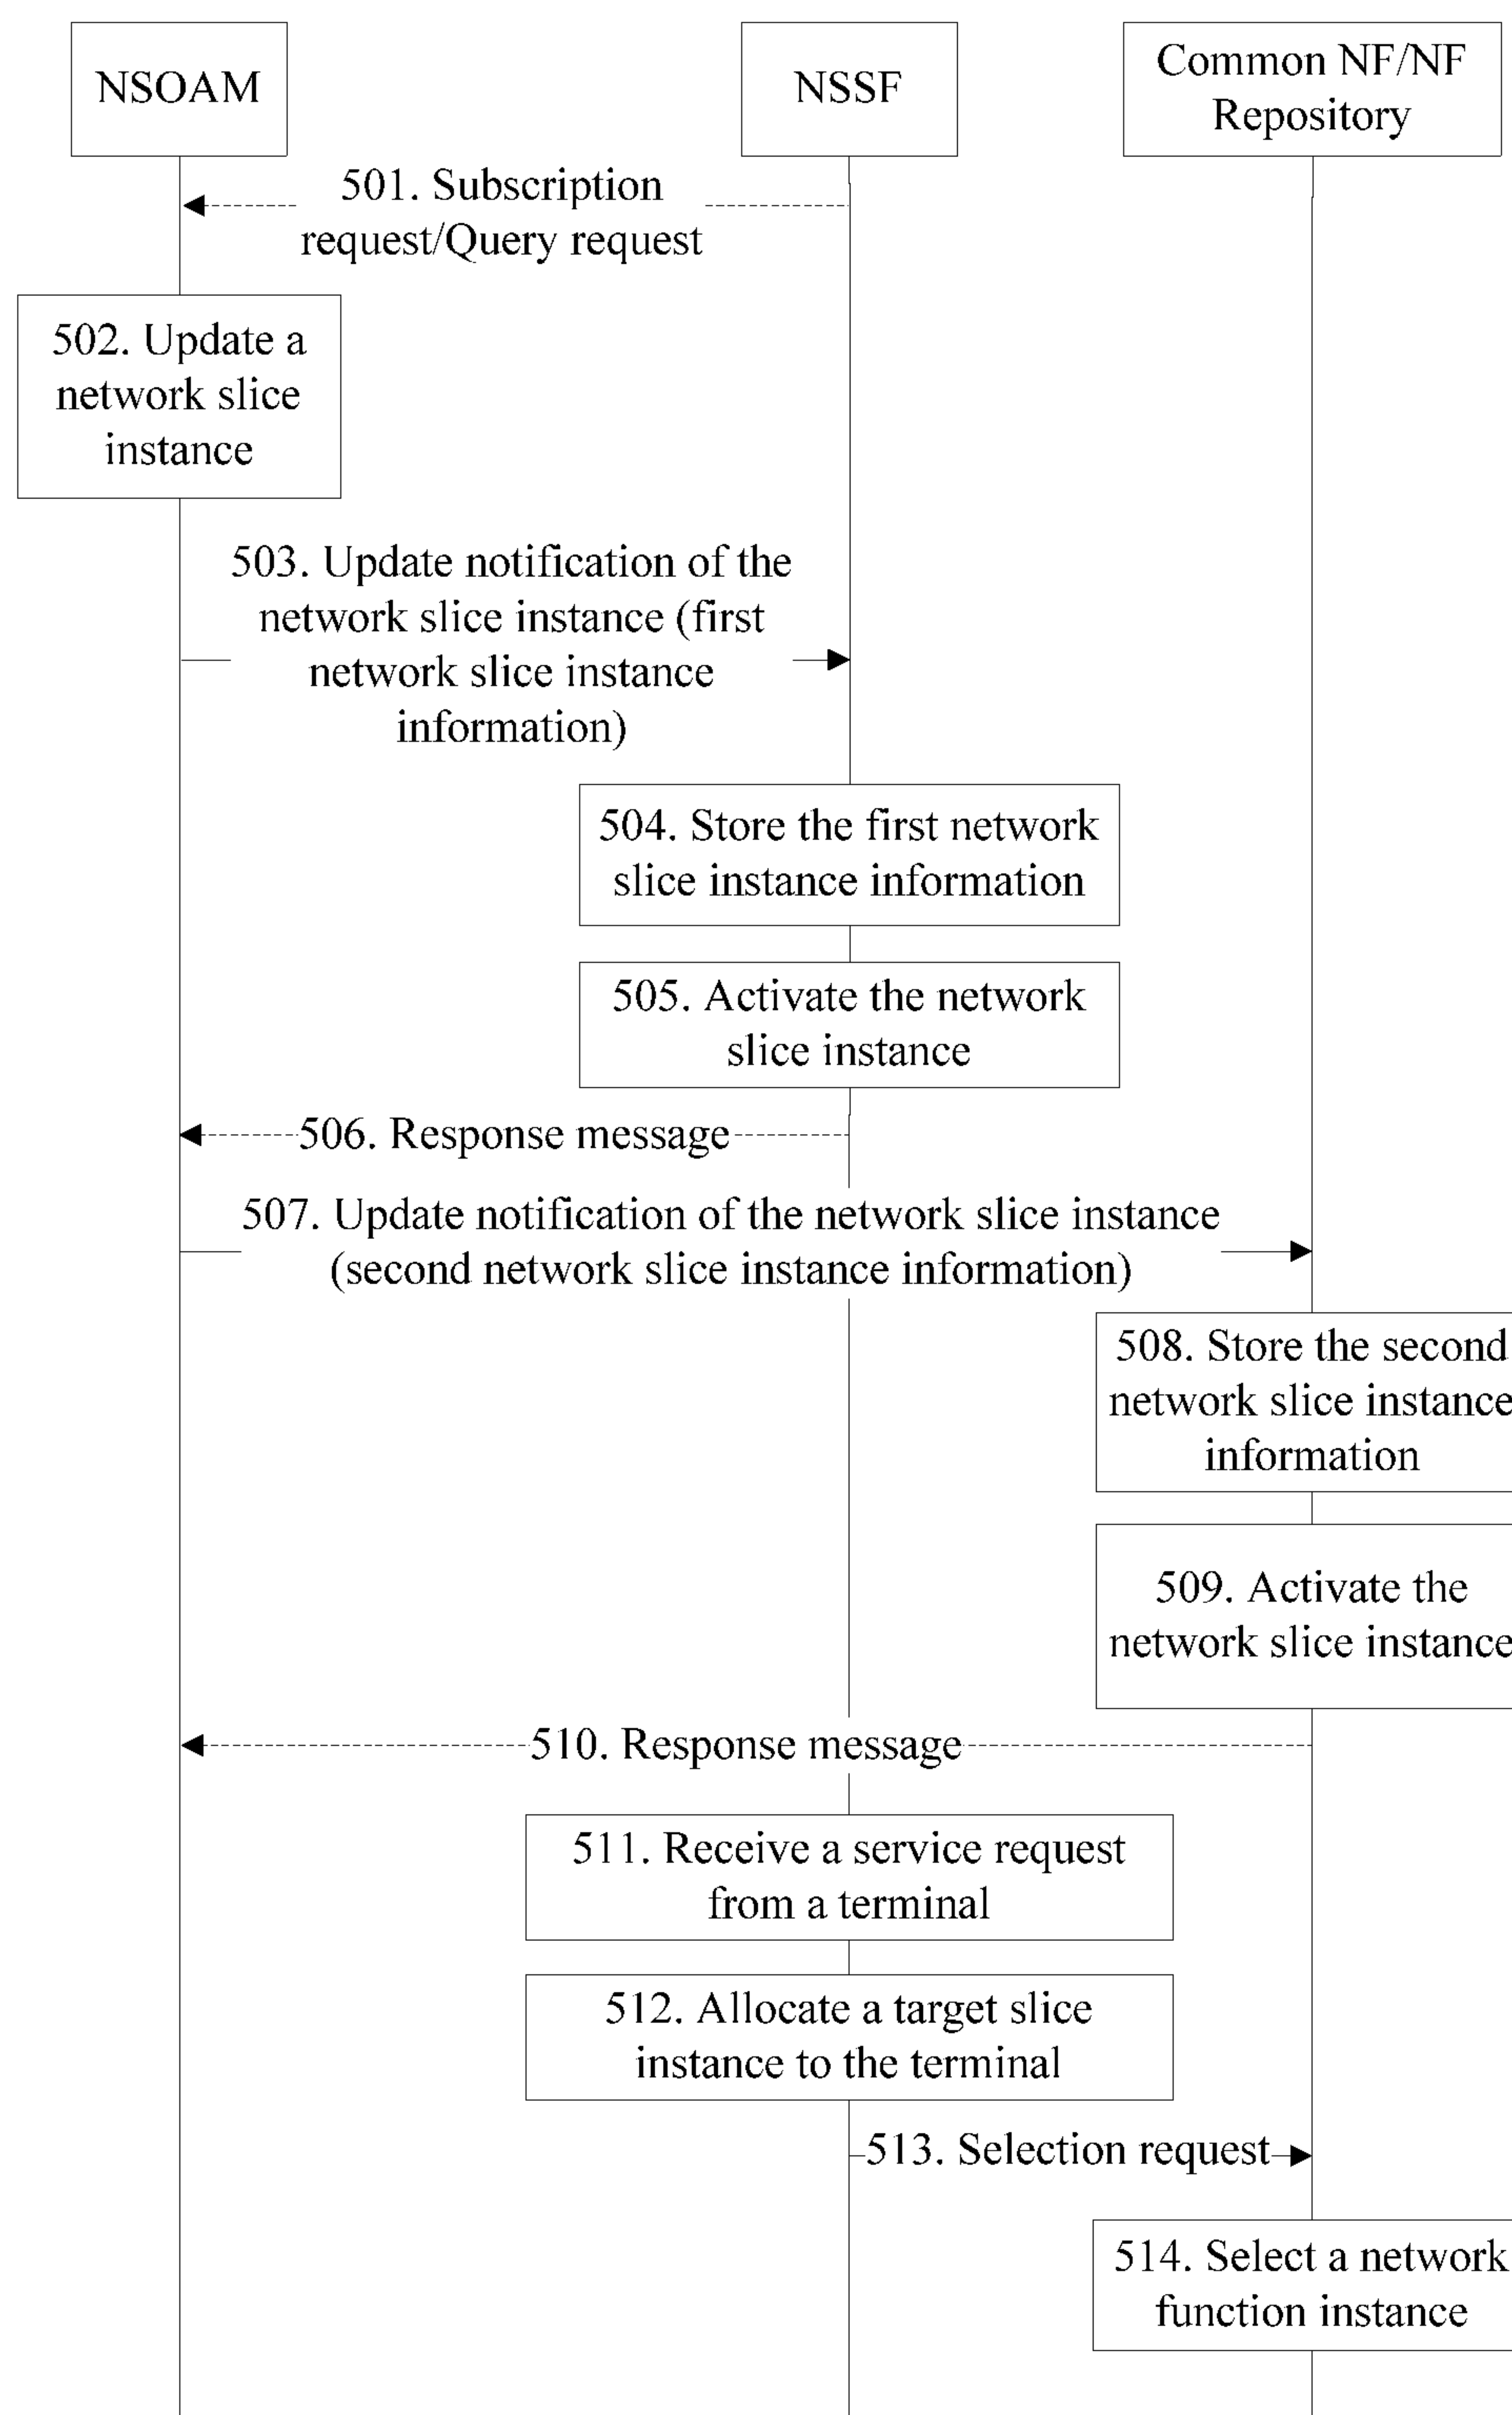 NSOAM
NSSF
Common NF/NF
Repository
501. Subscription
request/Query request
502. Update a
network slice
instance
503. Update notification of the
network slice instance (first
network slice instance
information)
504. Store the first network
slice instance information
505. Activate the network
slice instance
506. Response message
507. Update notification of the network slice instance
(second network slice instance information)
508. Store the second
network slice instance
information
509. Activate the
network slice instance
510. Response message
511. Receive a service request
from a terminal
512. Allocate a target slice
instance to the terminal
513. Selection request
514. Select a network
function instance